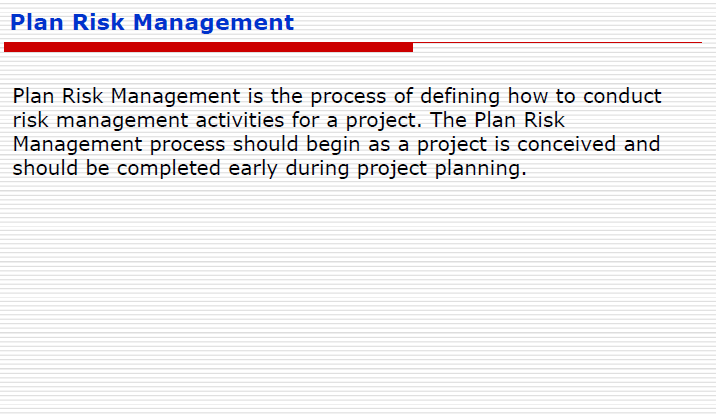 Plan Risk Management
Plan Risk Management is the process of defining how to conduct
risk management activities for a project. The Plan Risk
Management process should begin as a project is conceived and
should be completed early during project planning.